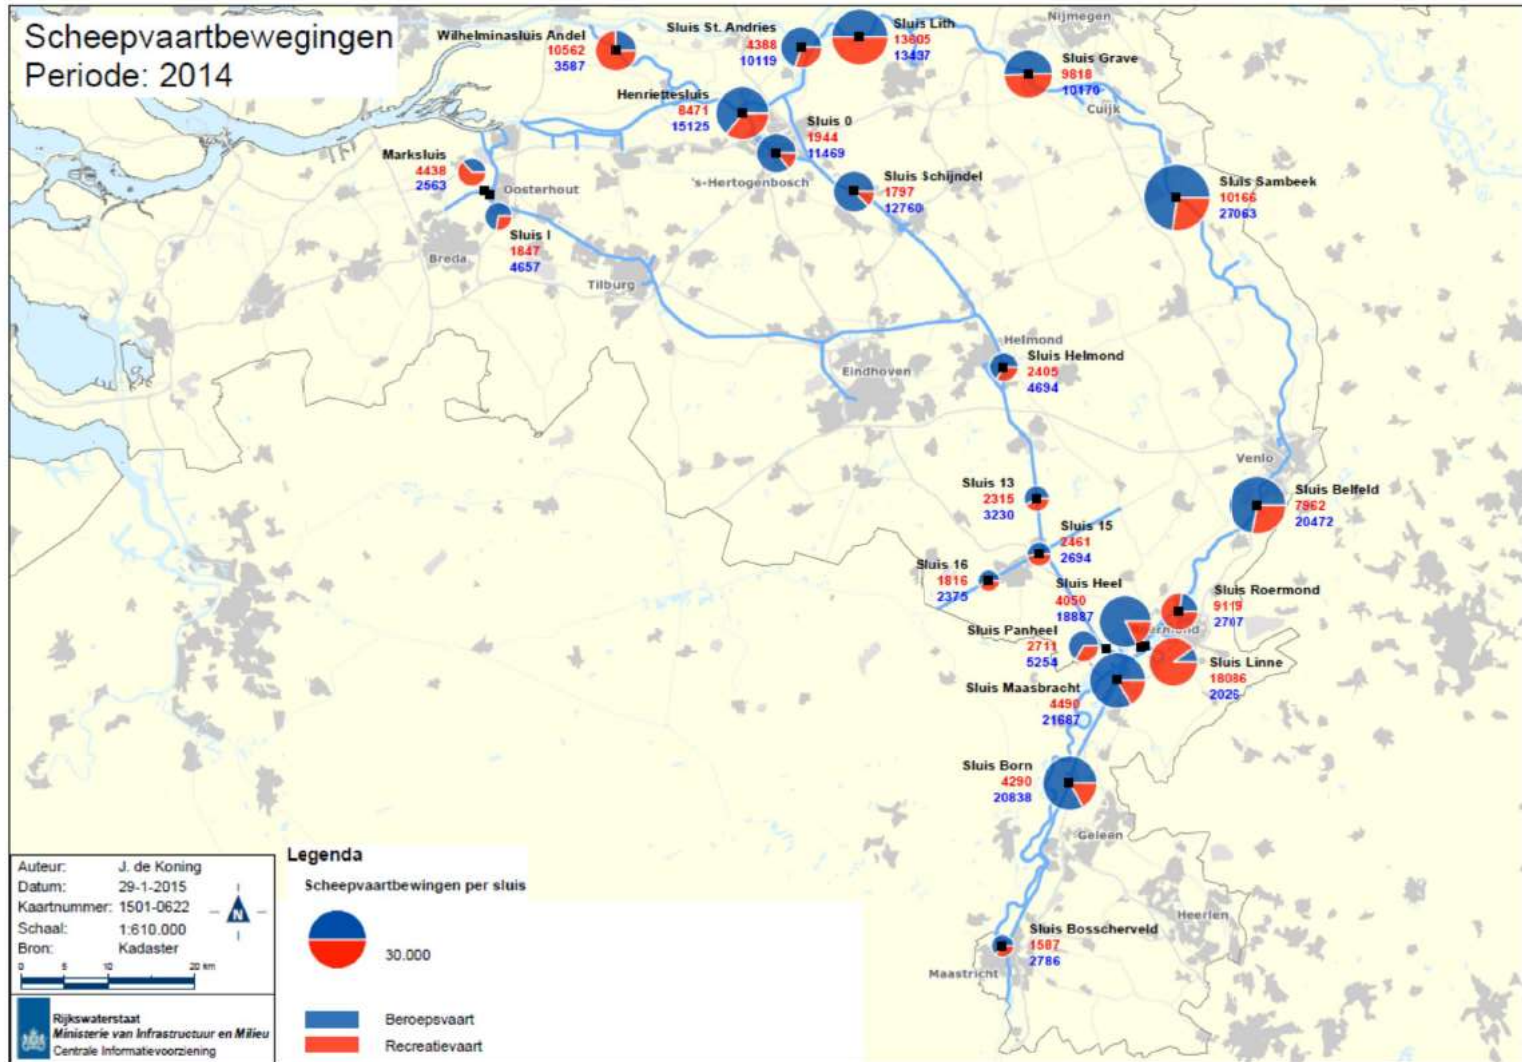 Scheepvaartbewegingen
Periode: 2014
Wilhelminasluis Andel
10562
3587
Sluis St. Andries
4388
10119
Sluis Lith
13605
13437
Nijmegen
Sluis Grave
9818
10170
Cuijk
Henriettesluis
8471
15125
Sluis 0
1944
11469
's-Hertogenbosch
Marksluis
4438
2563
Oosterhout
Sluis Schijndel
1797
12760
Sluis Sambeek
10166
27063
Sluis I
1847
4657
Breda
Tilburg
Helmond
Sluis Helmond
2405
4694
Eindhoven
Venlo
Sluis 13
2315
3230
Sluis Belfeld
7962
20472
Sluis 15
2461
2694
Sluis 16
1816
2375
Sluis Heel
4050
18887
Sluis Roermond
9119
2707
Sluis Panheel
2711
5254
Sluis Linne
18086
2026
Sluis Maasbracht
4490
21687
Sluis Born
4290
20838
Geleen
Heerlen
Sluis Bosscherveld
1587
2786
Maastricht
Auteur: J. de Koning
Datum: 29-1-2015
Kaartnummer: 1501-0622
Schaal: 1:610.000
Bron: Kadaster
N
0 5 10 20 km
Rijkswaterstaat
Ministerie van Infrastructuur en Milieu
Centrale Informatievoorziening
Legenda
Scheepvaartbewingen per sluis
30.000
Beroepsvaart
Recreatievaart